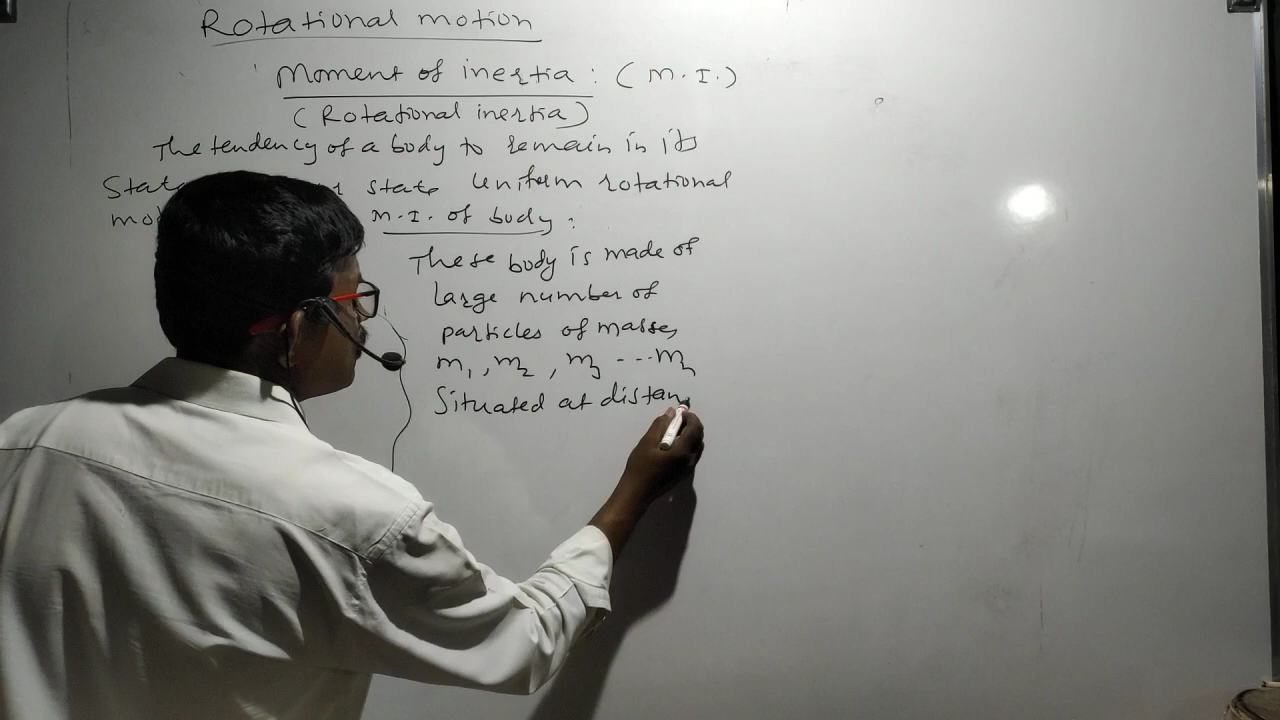 Rotational motion
Moment of inertia : (M.I.)
(Rotational inertia)
The tendency of a body to remain in its
State state Uniform rotational
M.I. of body :
These body is made of
large number of
particles of masses
m1, m2, m3 ---
Situated at distan